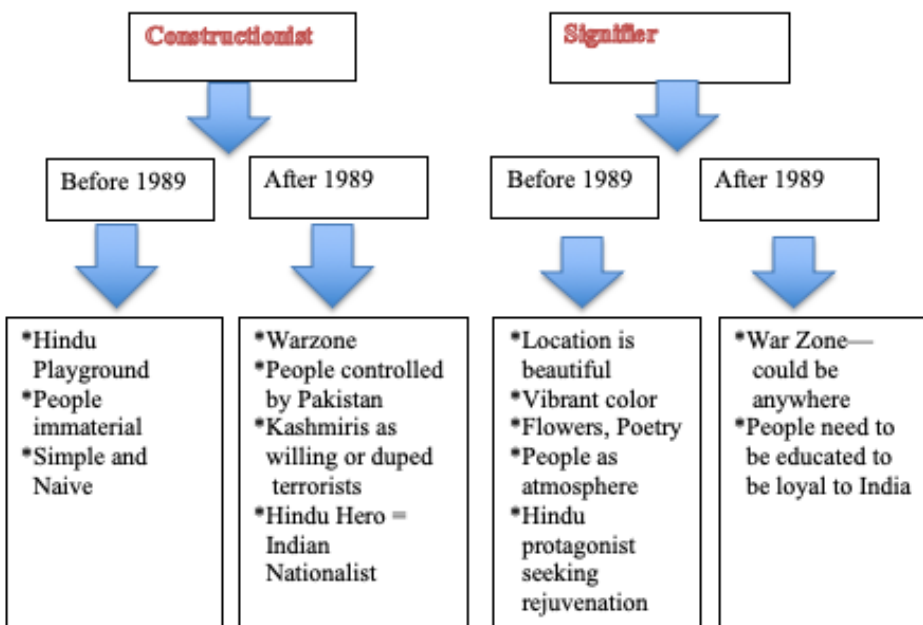 Constructionist
Signifier
Before 1989
After 1989
Before 1989
After 1989
*Hindu
Playground
*People
immaterial
*Simple and
Naive
*Warzone
*People controlled
by Pakistan
*Kashmiris as
willing or duped
terrorists
*Hindu Hero =
Indian
Nationalist
*Location is
beautiful
*Vibrant color
*Flowers, Poetry
*People as
atmosphere
*Hindu
protagonist
seeking
rejuvenation
*War Zone—
could be
anywhere
*People need to
be educated to
be loyal to India